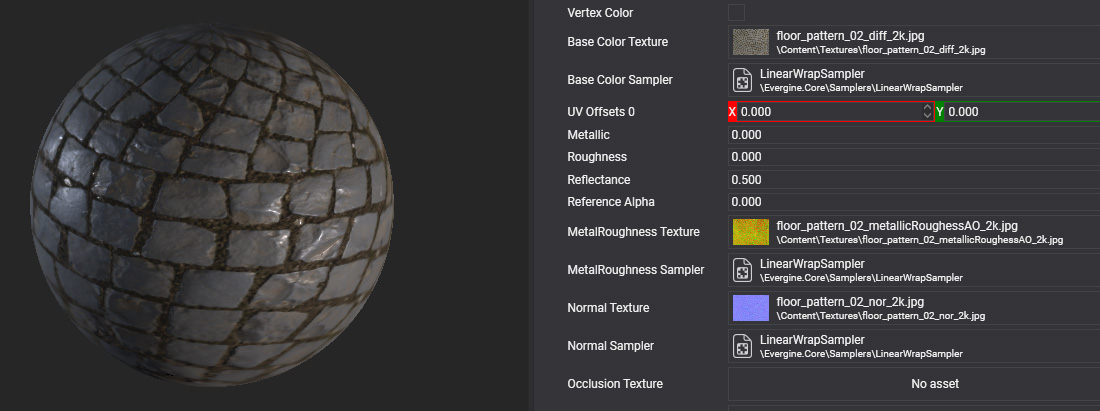 Vertex Color
Base Color Texture
floor_pattern_02_diff_2k.jpg
\Content\Textures\floor_pattern_02_diff_2k.jpg
Base Color Sampler
LinearWrapSampler
\Evergine.Core\Samplers\LinearWrapSampler
UV Offsets 0 X 0.000 Y 0.000
Metallic 0.000
Roughness 0.000
Reflectance 0.500
Reference Alpha 0.000
MetalRoughness Texture
floor_pattern_02_metallicRoughessAO_2k.jpg
\Content\Textures\floor_pattern_02_metallicRoughessAO_2k.jpg
MetalRoughness Sampler
LinearWrapSampler
\Evergine.Core\Samplers\LinearWrapSampler
Normal Texture
floor_pattern_02_nor_2k.jpg
\Content\Textures\floor_pattern_02_nor_2k.jpg
Normal Sampler
LinearWrapSampler
\Evergine.Core\Samplers\LinearWrapSampler
Occlusion Texture No asset